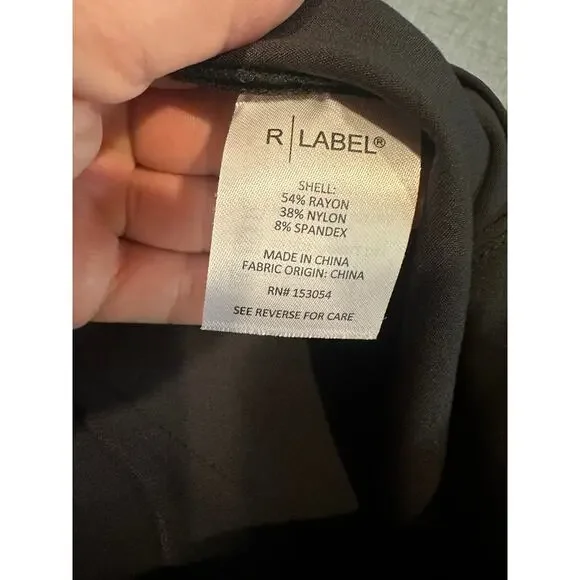 R|LABEL®
SHELL:
54% RAYON
38% NYLON
8% SPANDEX
MADE IN CHINA
FABRIC ORIGIN: CHINA
RN# 153054
SEE REVERSE FOR CARE